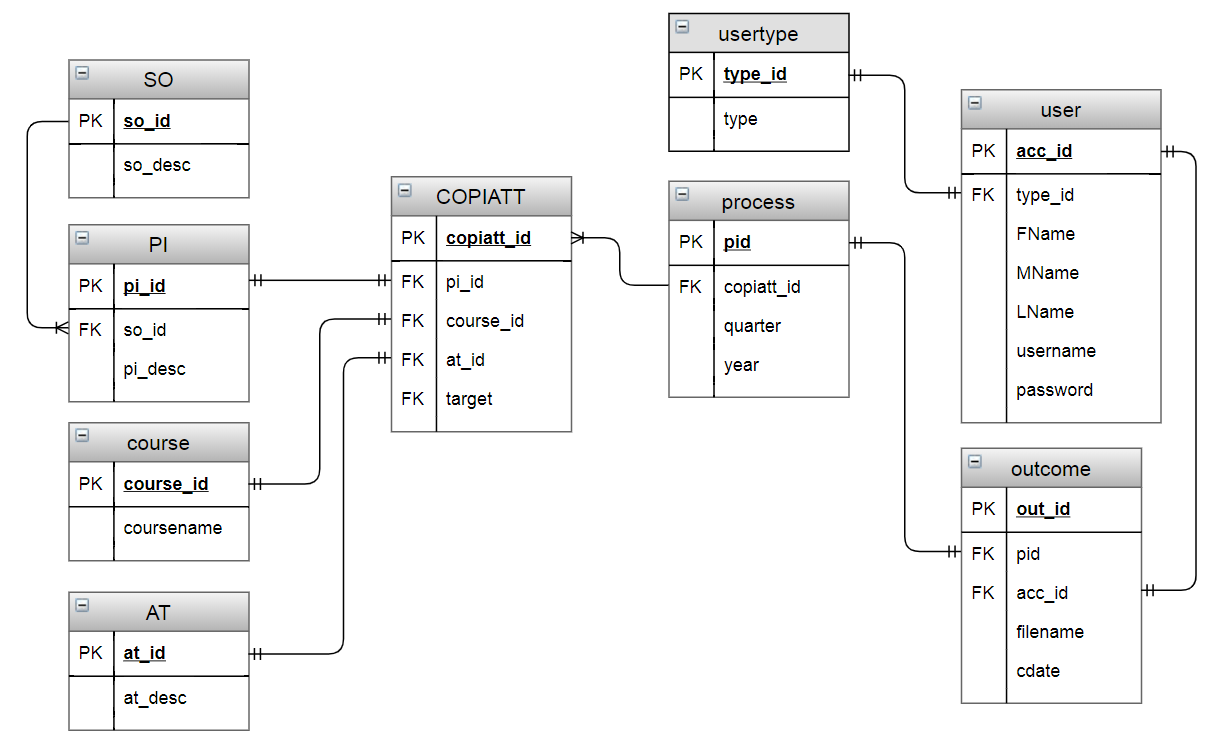 SO
PK so_id
so_desc
PI
PK pi_id
FK so_id
pi_desc
course
PK course_id
coursename
AT
PK at_id
at_desc
COPIATT
PK copiatt_id
FK pi_id
FK course_id
FK at_id
FK target
usertype
PK type_id
type
process
PK pid
FK copiatt_id
quarter
year
user
PK acc_id
FK type_id
FName
MName
LName
username
password
outcome
PK out_id
FK pid
FK acc_id
filename
cdate